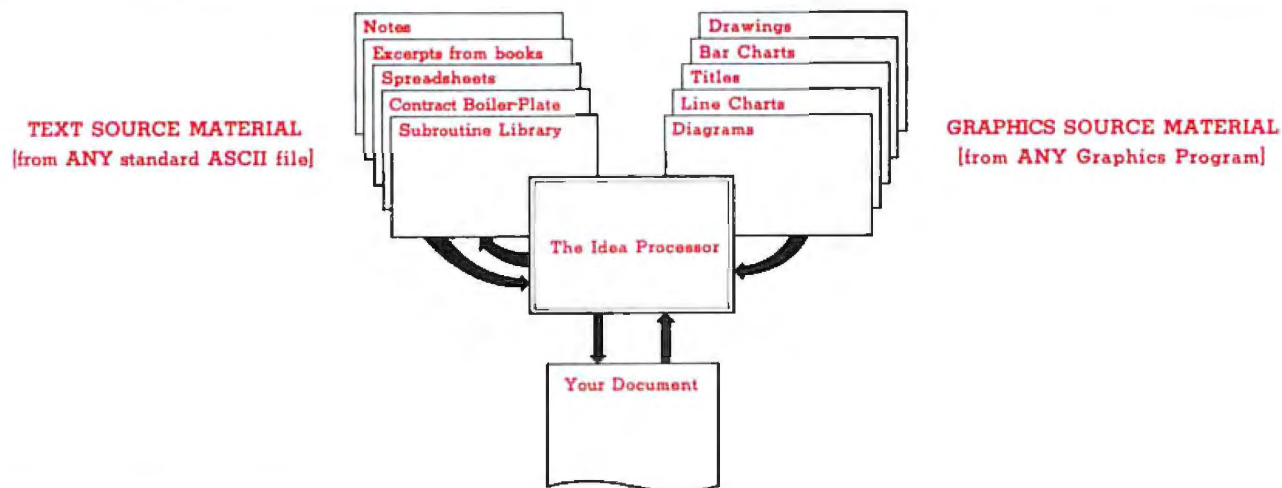 Notes
Excerpts from books
Spreadsheets
Contract Boiler-Plate
Subroutine Library
TEXT SOURCE MATERIAL
[from ANY standard ASCII file]
Drawings
Bar Charts
Titles
Line Charts
Diagrams
GRAPHICS SOURCE MATERIAL
[from ANY Graphics Program]
The Idea Processor
Your Document